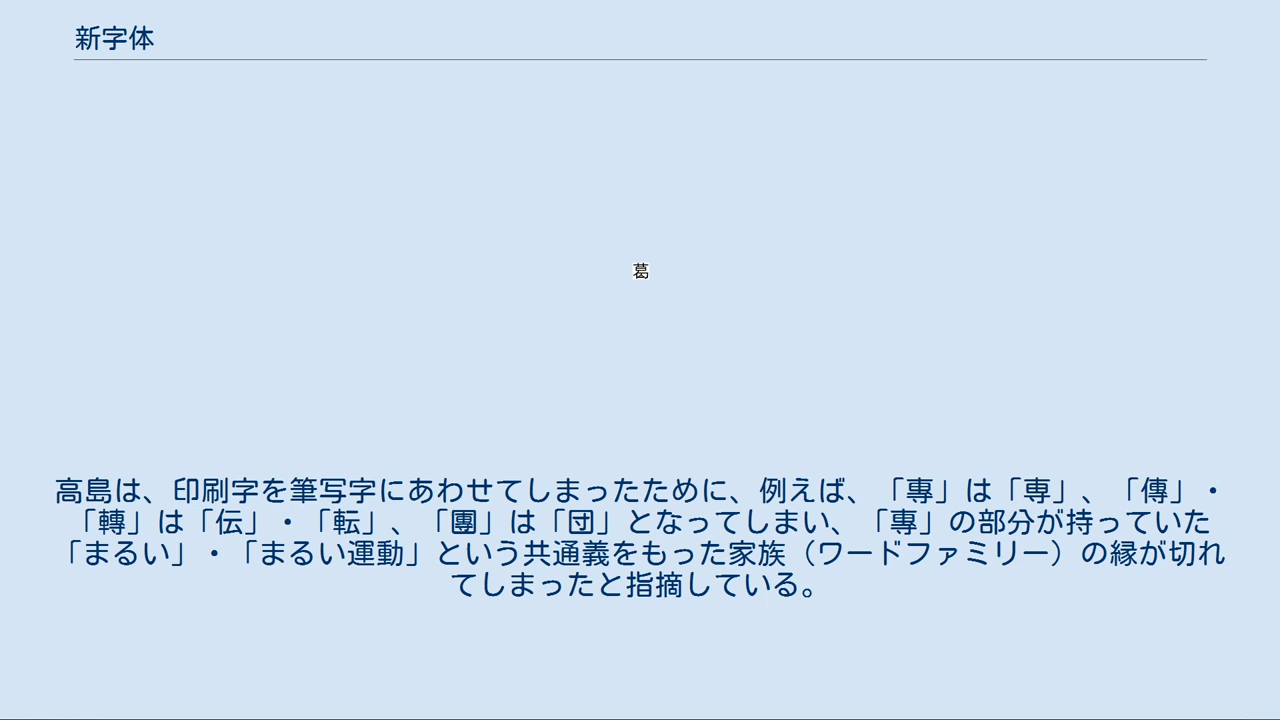 新字体
葛
高島は、印刷字を筆写字にあわせてしまったために、例えば、「專」は「専」、「傳」・
「轉」は「伝」・「転」、「團」は「団」となってしまい、「專」の部分が持っていた
「まるい」・「まるい運動」という共通義をもった家族（ワードファミリー）の縁が切れ
てしまったと指摘している。